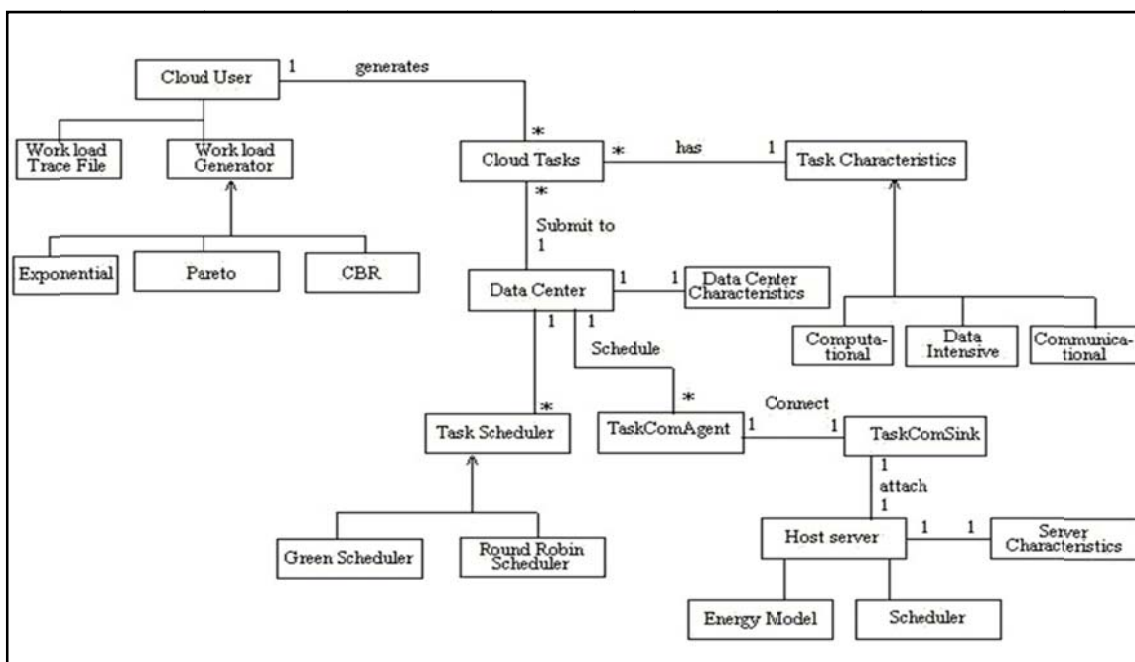 Cloud User
1
generates
*
Work load
Trace File
Work load
Generator
Cloud Tasks
*
has
1
Task Characteristics
*
Submit to
1
Exponential
Pareto
CBR
Data Center
1
1
Data Center
Characteristics
1
1
Schedule
Computa-
tional
Data
Intensive
Communica-
tional
*
*
Task Scheduler
TaskComAgent
1
Connect
1
TaskComSink
1
attach
1
Green Scheduler
Round Robin
Scheduler
Host server
1
1
Server
Characteristics
Energy Model
Scheduler